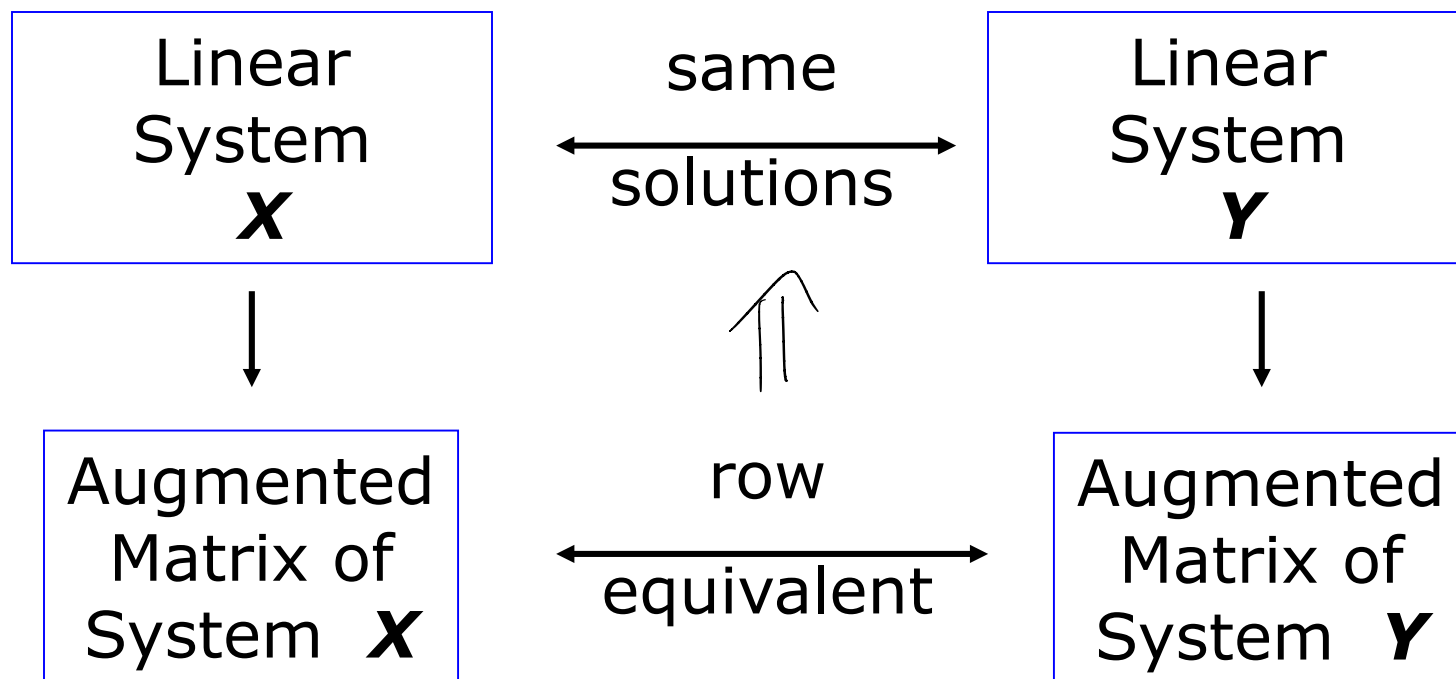 Linear
System
X
same
solutions
Linear
System
Y
Augmented
Matrix of
System X
row
equivalent
Augmented
Matrix of
System Y